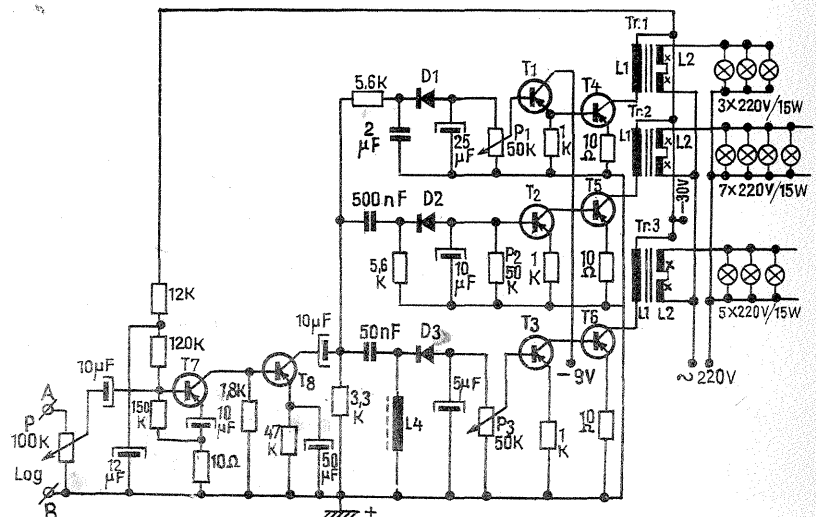 Tr.1
L1
L2
3×220V/15W
5.6K
D1
T1
T4
2 μF
25 μF
P1 50K
1 K
10 Ω
Tr.2
L1
L2
7×220V/15W
500nF
D2
T2
T5
-30V
5,6 K
10 μF
P2 50 K
1 K
10 Ω
Tr.3
L1
L2
5×220V/15W
12K
120K
10μF
50nF
D3
T3
T6
-9V
~ 220V
10μF
T7
T8
A
P
100K
Log
B
150 K
10 μF
1,8K
3,3 K
L4
5μF
P3 50K
1 K
10 Ω
12 μF
10Ω
47 K
50 μF
+